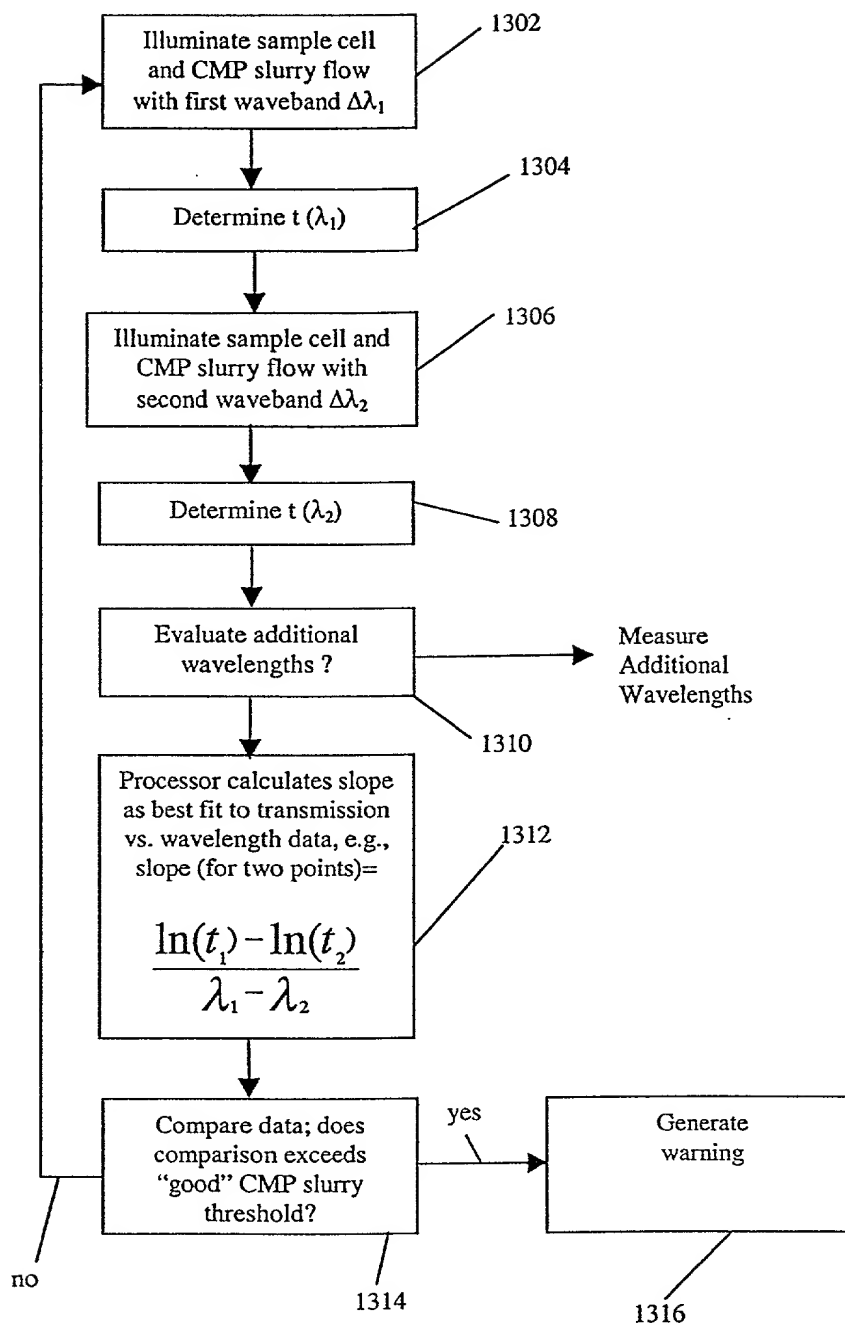 Illuminate sample cell
and CMP slurry flow
with first waveband Δλ₁
1302
Determine t (λ₁)
1304
Illuminate sample cell and
CMP slurry flow with
second waveband Δλ₂
1306
Determine t (λ₂)
1308
Evaluate additional
wavelengths ?
1310
Measure
Additional
Wavelengths
Processor calculates slope
as best fit to transmission
vs. wavelength data, e.g.,
slope (for two points)=
ln(t₁) − ln(t₂)
λ₁ − λ₂
1312
Compare data; does
comparison exceeds
“good” CMP slurry
threshold?
1314
yes
no
Generate
warning
1316